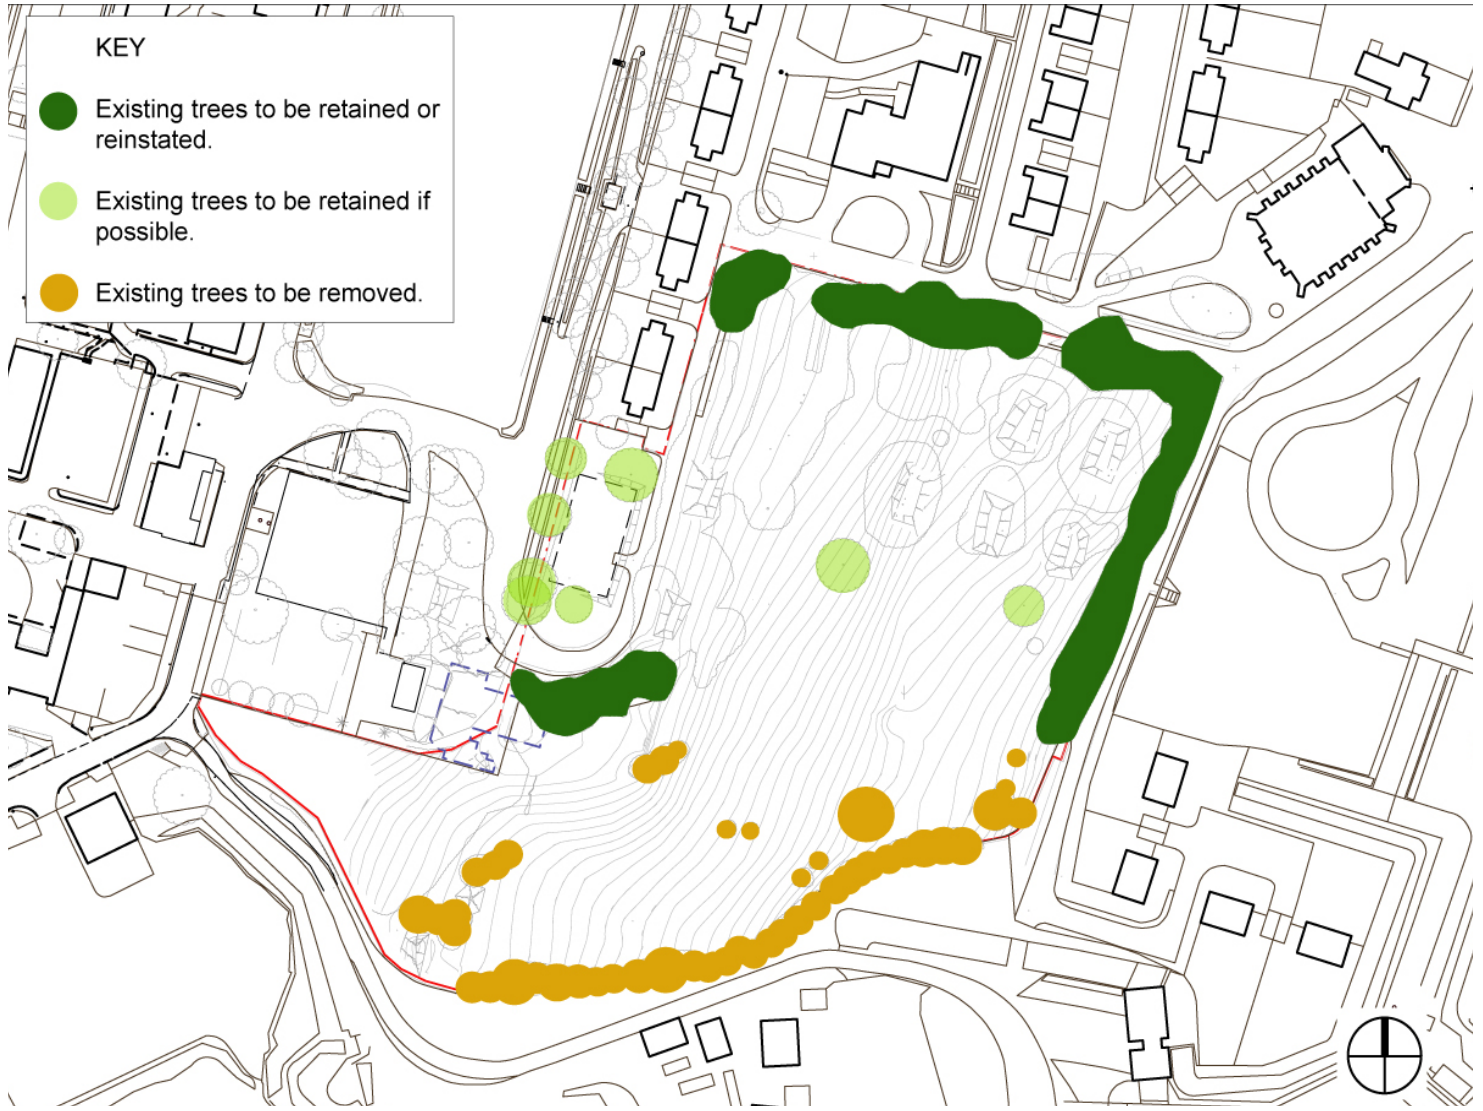 KEY
Existing trees to be retained or
reinstated.
Existing trees to be retained if
possible.
Existing trees to be removed.